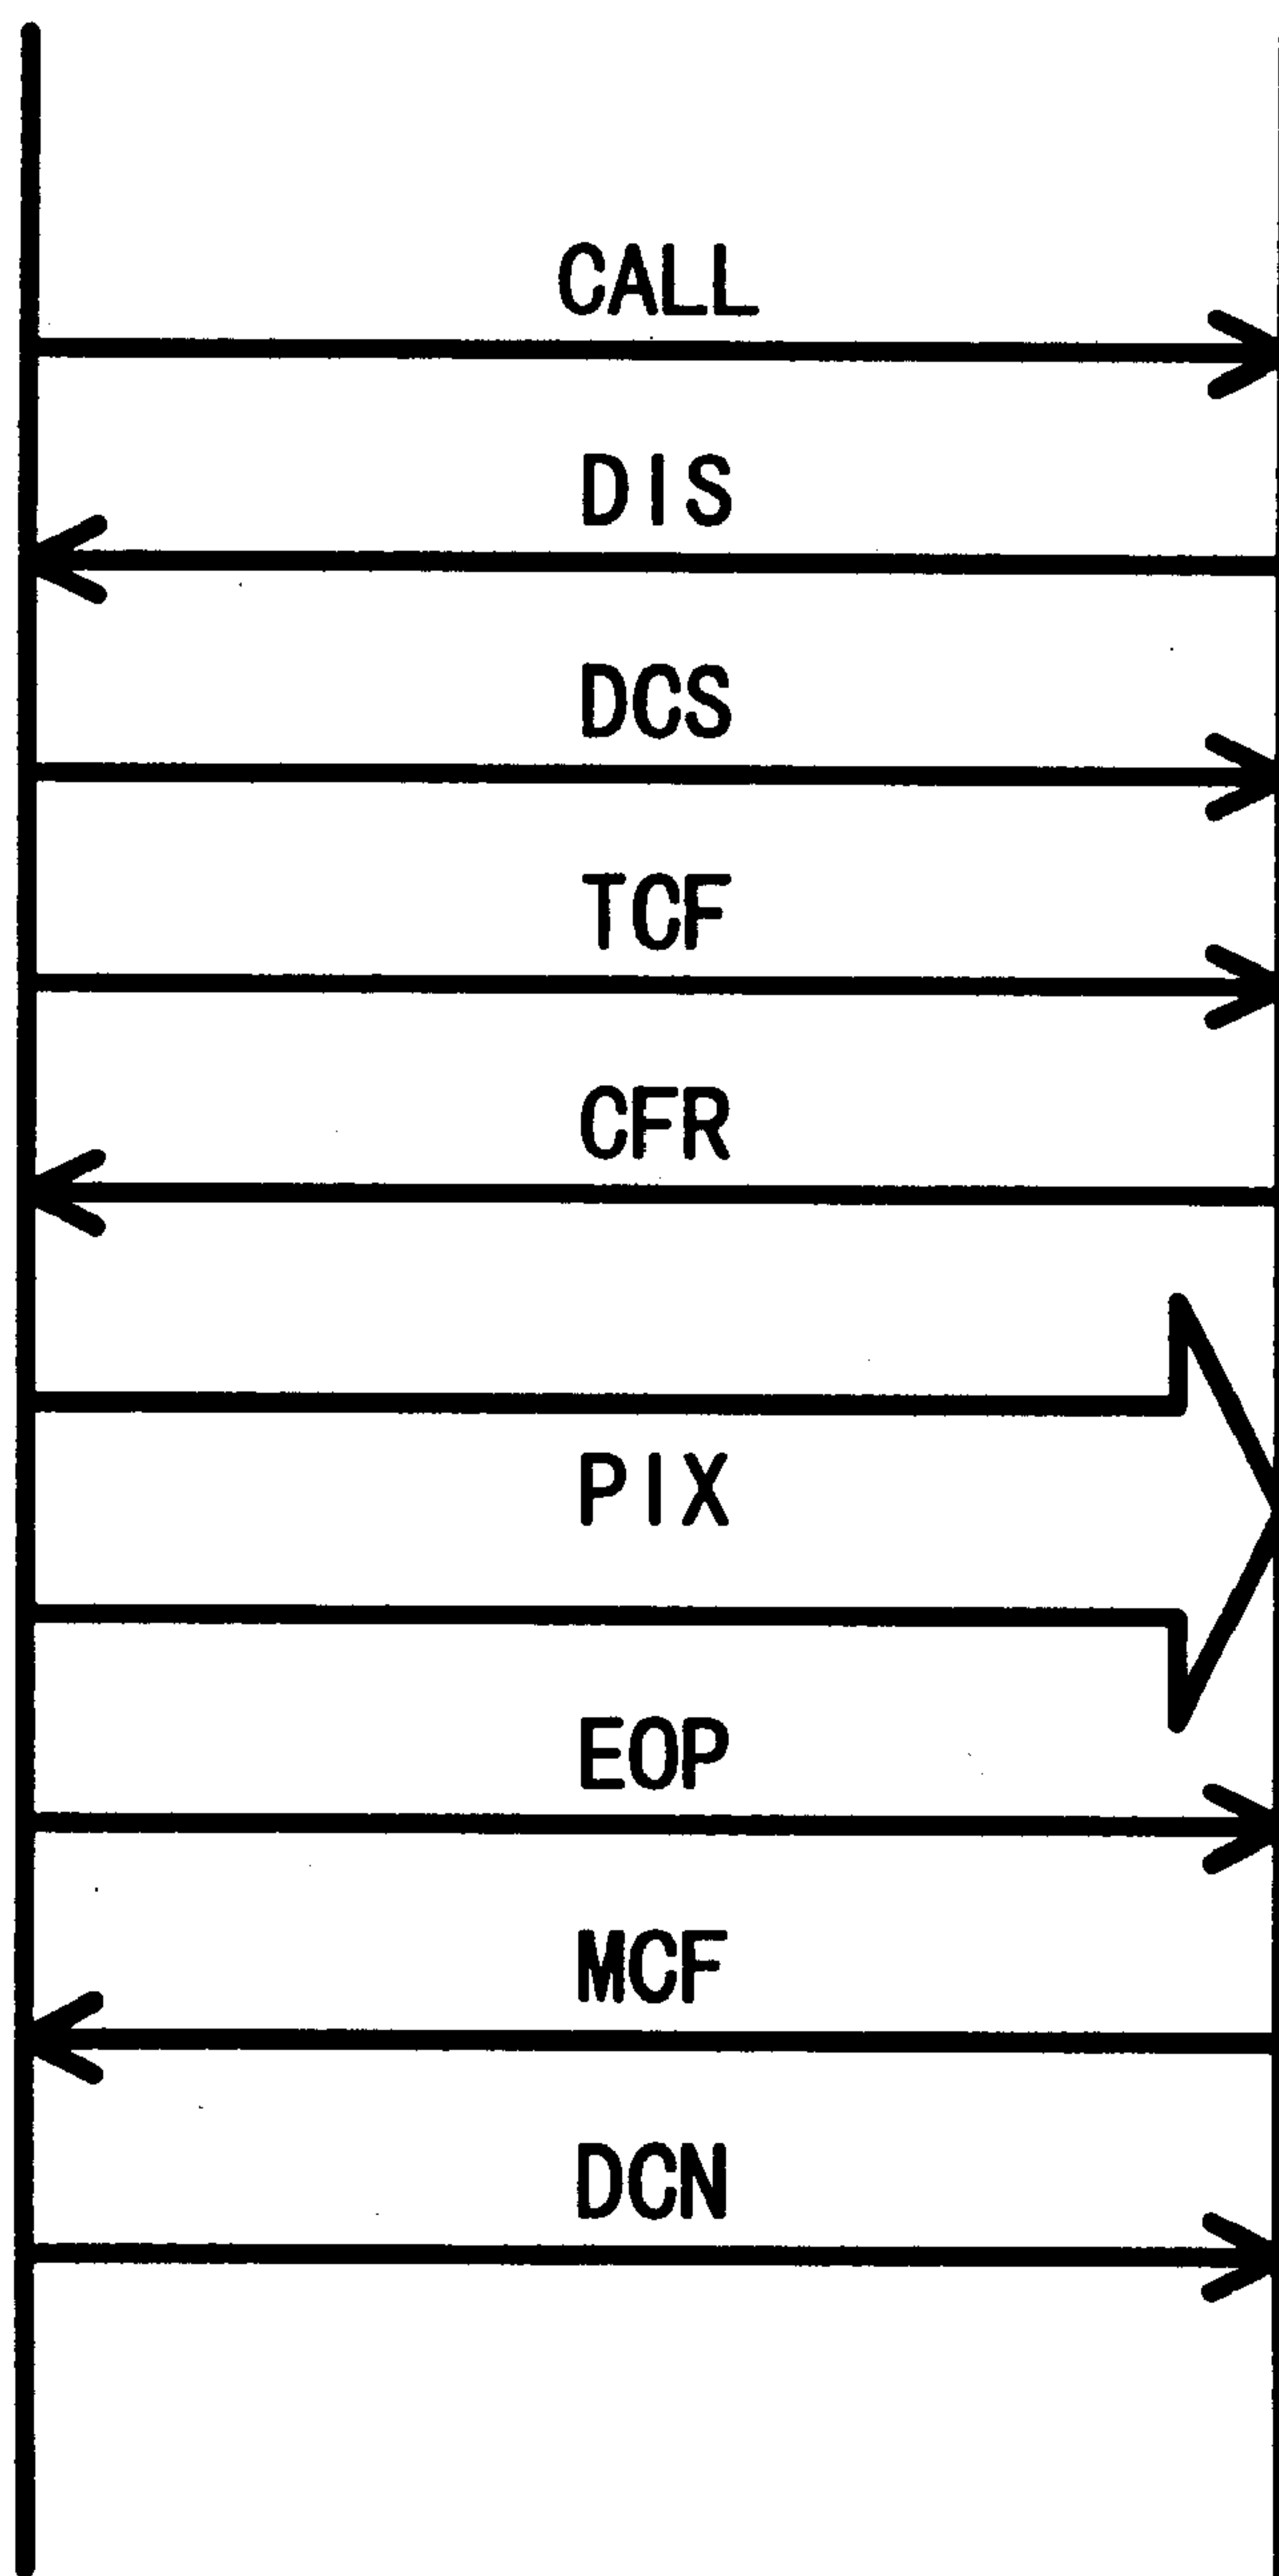 CALL
DIS
DCS
TCF
CFR
PIX
EOP
MCF
DCN